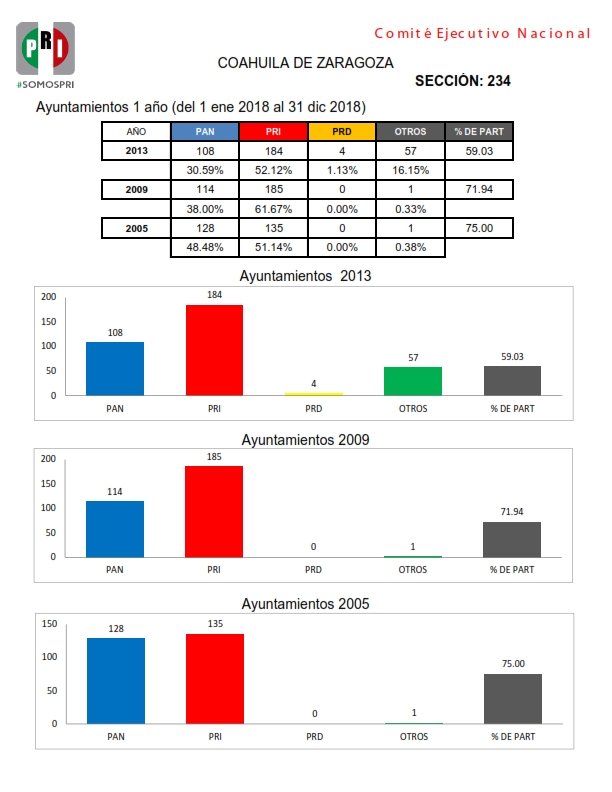 PRI
#SOMOSPRI
Comité Ejecutivo Nacional
COAHUILA DE ZARAGOZA
SECCIÓN: 234
Ayuntamientos 1 año (del 1 ene 2018 al 31 dic 2018)
AÑO PAN PRI PRD OTROS % DE PART
2013 108 184 4 57 59.03
30.59% 52.12% 1.13% 16.15%
2009 114 185 0 1 71.94
38.00% 61.67% 0.00% 0.33%
2005 128 135 0 1 75.00
48.48% 51.14% 0.00% 0.38%
Ayuntamientos 2013
200
150
100
50
0
108 184 4 57 59.03
PAN PRI PRD OTROS % DE PART
Ayuntamientos 2009
200
150
100
50
0
114 185 0 1 71.94
PAN PRI PRD OTROS % DE PART
Ayuntamientos 2005
150
100
50
0
128 135 0 1 75.00
PAN PRI PRD OTROS % DE PART